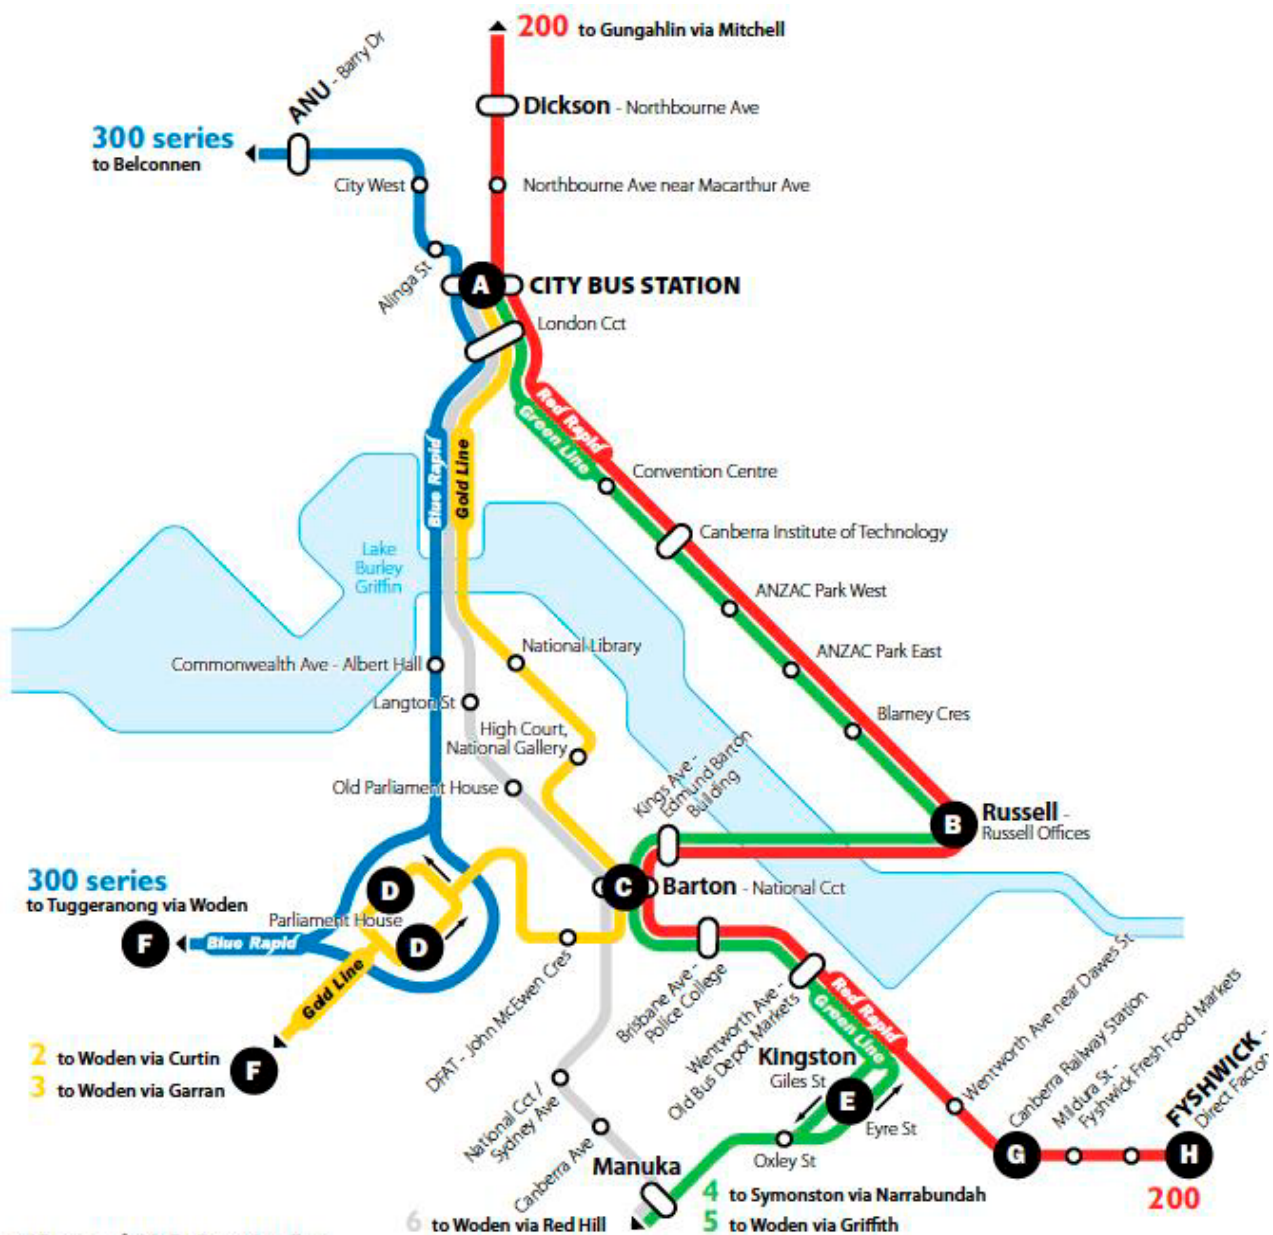 200 to Gungahlin via Mitchell
ANU - Barry Dr
Dickson - Northbourne Ave
300 series
to Belconnen
City West
Northbourne Ave near Macarthur Ave
Alinga St
A
CITY BUS STATION
London Cct
Red Rapid
Green Line
Blue Rapid
Gold Line
Convention Centre
Canberra Institute of Technology
Lake
Burley
Griffin
ANZAC Park West
National Library
ANZAC Park East
Commonwealth Ave - Albert Hall
Langton St
Blamey Cres
High Court,
National Gallery
Kings Ave -
Edmund Barton
Building
Old Parliament House
B
Russell -
Russell Offices
300 series
to Tuggeranong via Woden
D
C
Barton - National Cct
Parliament House
F
Blue Rapid
D
Gold Line
DFAT - John McEwen Cres
Brisbane Ave -
Police College
Wentworth Ave -
Old Bus Depot Markets
Red Rapid
Green Line
Wentworth Ave near Dawes St
Canberra Railway Station
Mildura St -
Fyshwick Fresh Food Markets
FYSHWICK -
Direct Factory
2 to Woden via Curtin
3 to Woden via Garran
F
Kingston
Giles St
E
Eyre St
National Cct /
Sydney Ave
Canberra Ave
Oxley St
G
H
Manuka
200
4 to Symonston via Narrabundah
6 to Woden via Red Hill
5 to Woden via Griffith